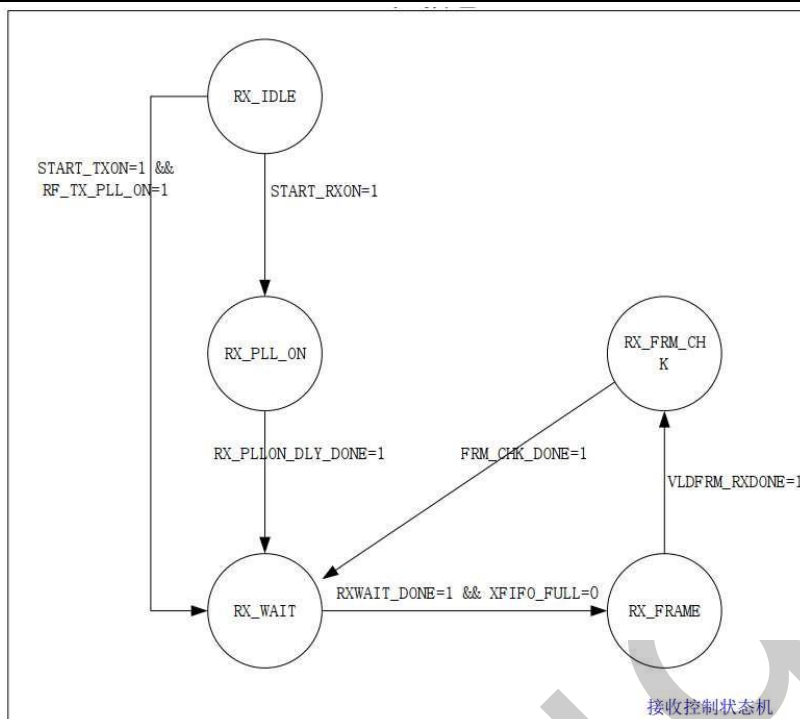 RX_IDLE
START_TXON=1 &&
RF_TX_PLL_ON=1
START_RXON=1
RX_PLL_ON
RX_FRM_CH
K
RX_PLLON_DLY_DONE=1
FRM_CHK_DONE=1
VLDFRM_RXDONE=1
RXWAIT_DONE=1 && XFIFO_FULL=0
RX_WAIT
RX_FRAME
接收控制状态机